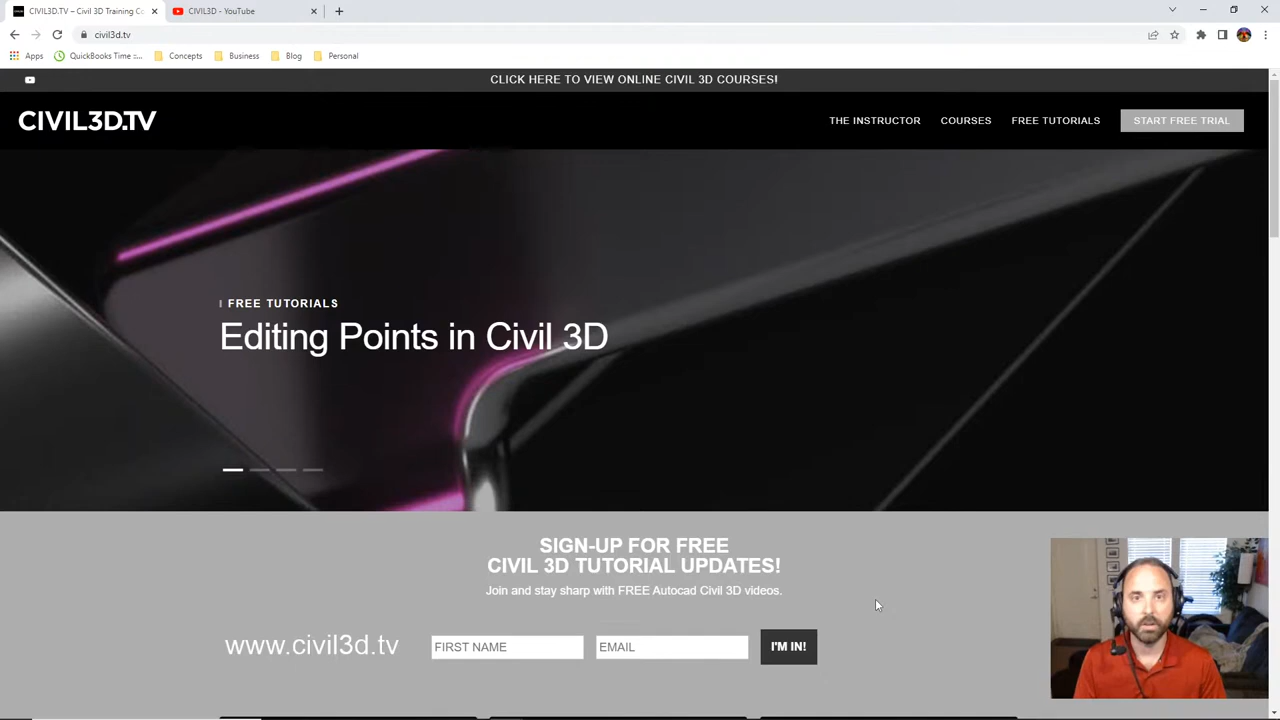 CIVIL3D.TV – Civil 3D Training Co
CIVIL3D - YouTube
civil3d.tv
Apps
QuickBooks Time ::...
Concepts
Business
Blog
Personal
CLICK HERE TO VIEW ONLINE CIVIL 3D COURSES!
CIVIL3D.TV
THE INSTRUCTOR
COURSES
FREE TUTORIALS
START FREE TRIAL
FREE TUTORIALS
Editing Points in Civil 3D
SIGN-UP FOR FREE
CIVIL 3D TUTORIAL UPDATES!
Join and stay sharp with FREE Autocad Civil 3D videos.
www.civil3d.tv
FIRST NAME
EMAIL
I'M IN!